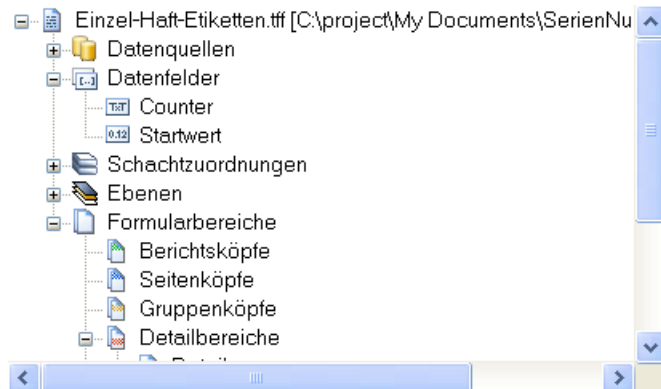 Einzel-Haft-Etiketten.tff [C:\project\My Documents\SerienNu
Datenquellen
Datenfelder
Counter
Startwert
Schachtzuordnungen
Ebenen
Formularbereiche
Berichtsköpfe
Seitenköpfe
Gruppenköpfe
Detailbereiche